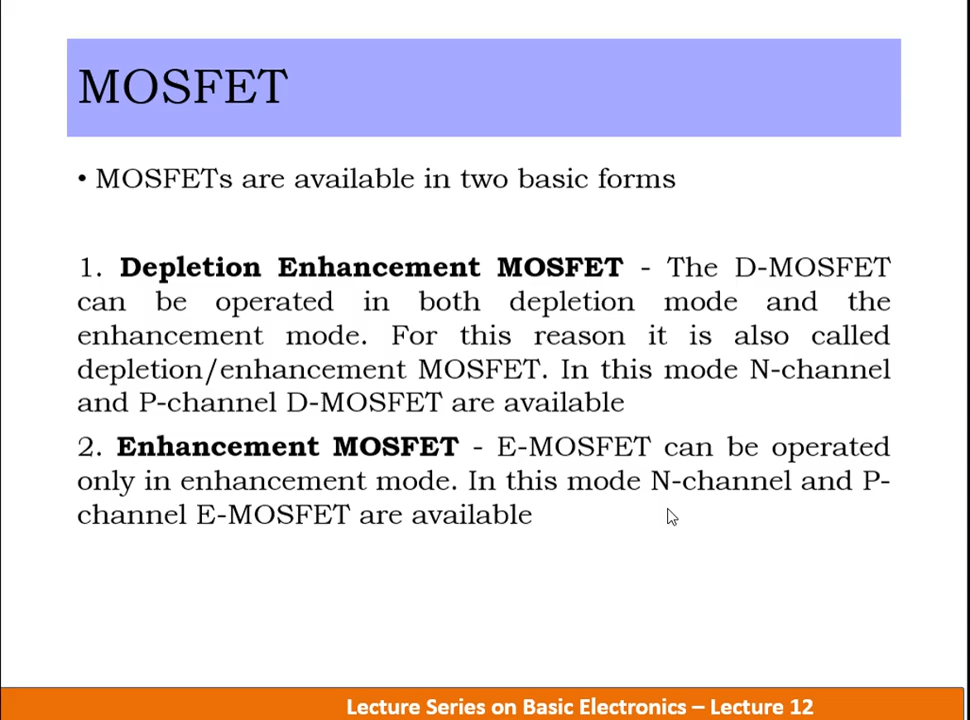 MOSFET
• MOSFETs are available in two basic forms
1. Depletion Enhancement MOSFET - The D-MOSFET
can be operated in both depletion mode and the
enhancement mode. For this reason it is also called
depletion/enhancement MOSFET. In this mode N-channel
and P-channel D-MOSFET are available
2. Enhancement MOSFET - E-MOSFET can be operated
only in enhancement mode. In this mode N-channel and P-
channel E-MOSFET are available
Lecture Series on Basic Electronics – Lecture 12